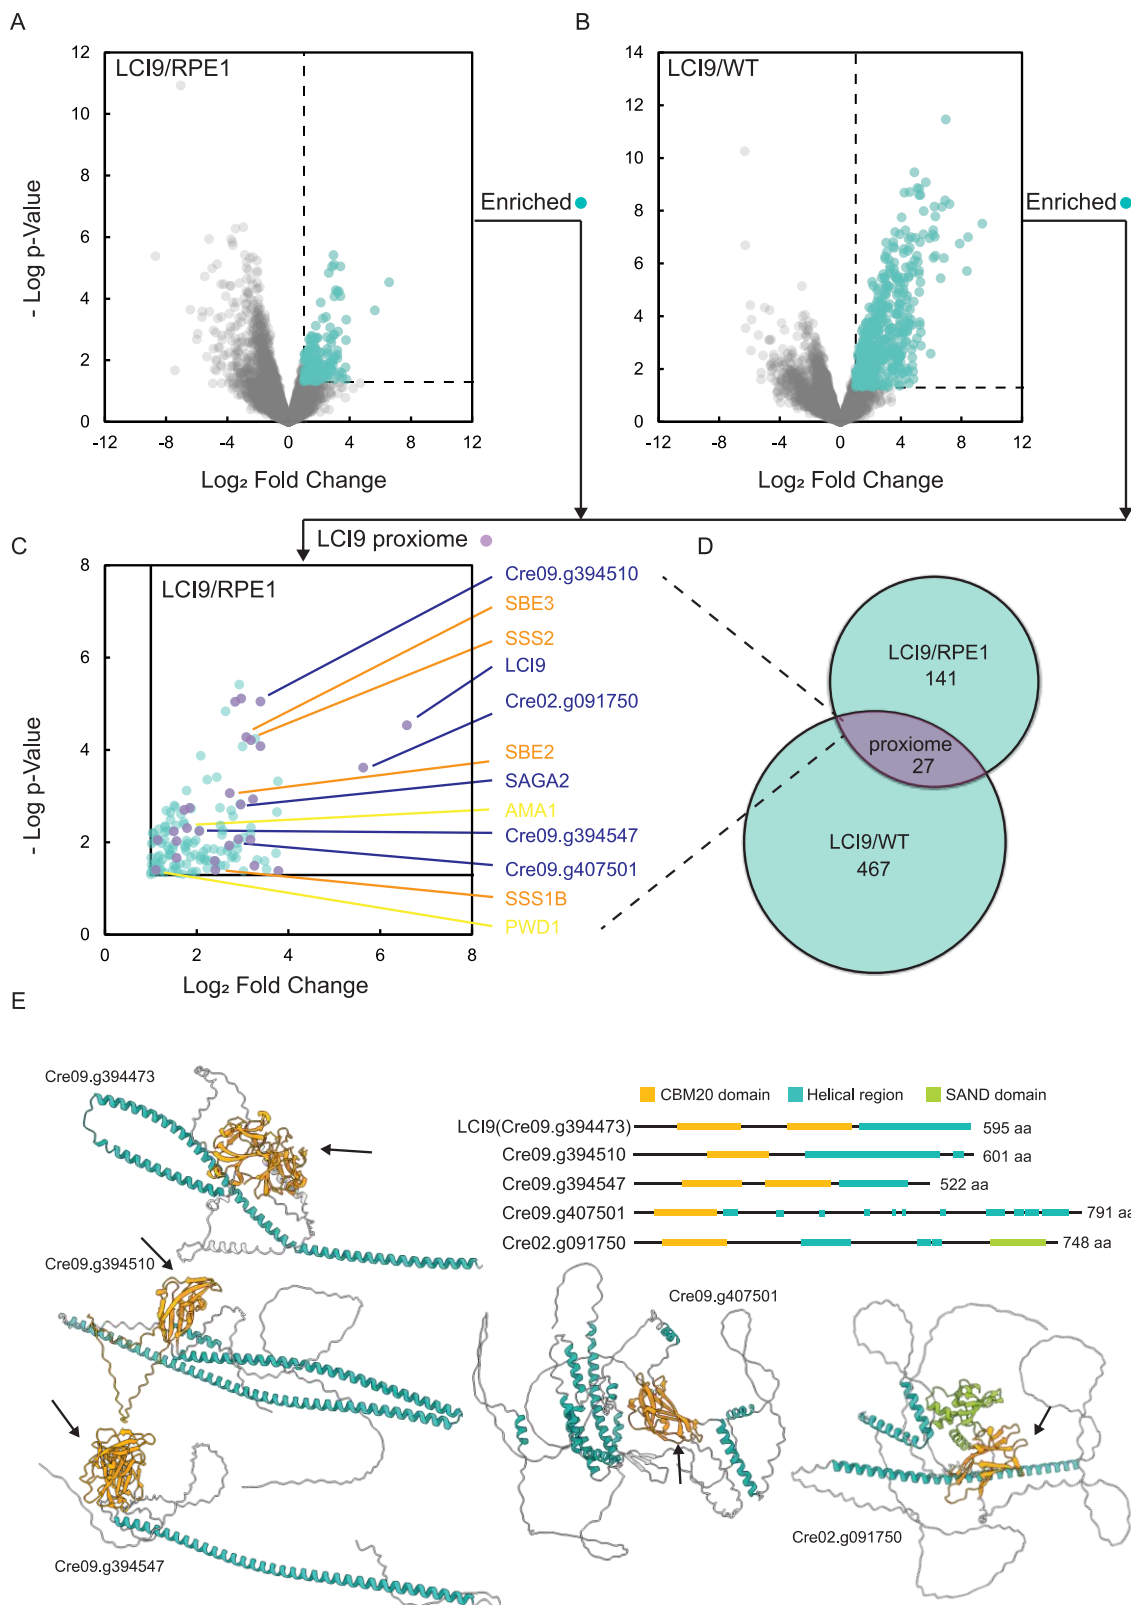 A
B
LCI9/RPE1
LCI9/WT
12
10
8
6
4
2
0
14
12
10
8
6
4
2
0
- Log p-Value
Enriched
Enriched
-12 -8 -4 0 4 8 12
-12 -8 -4 0 4 8 12
Log₂ Fold Change
Log₂ Fold Change
C
LCI9 proxiome
D
LCI9/RPE1
8
6
4
2
0
- Log p-Value
0 2 4 6 8
Log₂ Fold Change
Cre09.g394510
SBE3
SSS2
LCI9
Cre02.g091750
SBE2
SAGA2
AMA1
Cre09.g394547
Cre09.g407501
SSS1B
PWD1
LCI9/RPE1
141
proxiome
27
LCI9/WT
467
E
Cre09.g394473
CBM20 domain Helical region SAND domain
LCI9(Cre09.g394473) 595 aa
Cre09.g394510 601 aa
Cre09.g394547 522 aa
Cre09.g407501 791 aa
Cre02.g091750 748 aa
Cre09.g394510
Cre09.g407501
Cre02.g091750
Cre09.g394547